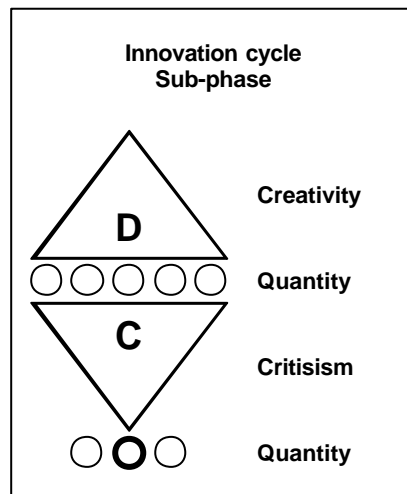 Innovation cycle
Sub-phase
Creativity
D
Quantity
C
Critisism
Quantity